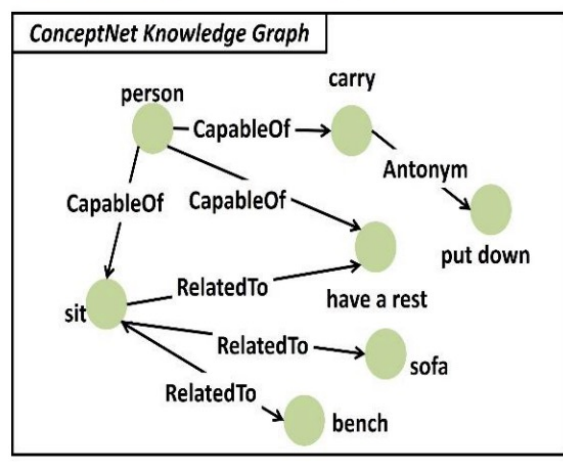 ConceptNet Knowledge Graph
carry
person
CapableOf
Antonym
CapableOf
CapableOf
put down
RelatedTo
have a rest
sit
RelatedTo
sofa
RelatedTo
bench